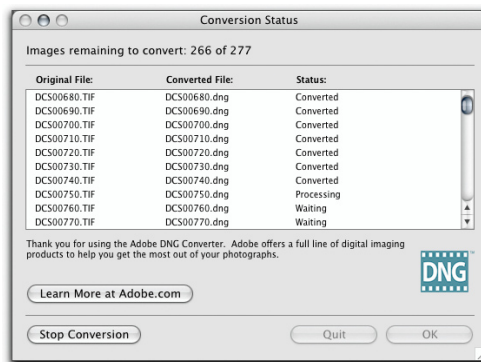 Conversion Status
Images remaining to convert: 266 of 277
Original File: Converted File: Status:
DCS00680.TIF DCS00680.dng Converted
DCS00690.TIF DCS00690.dng Converted
DCS00700.TIF DCS00700.dng Converted
DCS00710.TIF DCS00710.dng Converted
DCS00720.TIF DCS00720.dng Converted
DCS00730.TIF DCS00730.dng Converted
DCS00740.TIF DCS00740.dng Converted
DCS00750.TIF DCS00750.dng Processing
DCS00760.TIF DCS00760.dng Waiting
DCS00770.TIF DCS00770.dng Waiting
Thank you for using the Adobe DNG Converter. Adobe offers a full line of digital imaging
products to help you get the most out of your photographs.
DNG™
Learn More at Adobe.com
Stop Conversion Quit OK